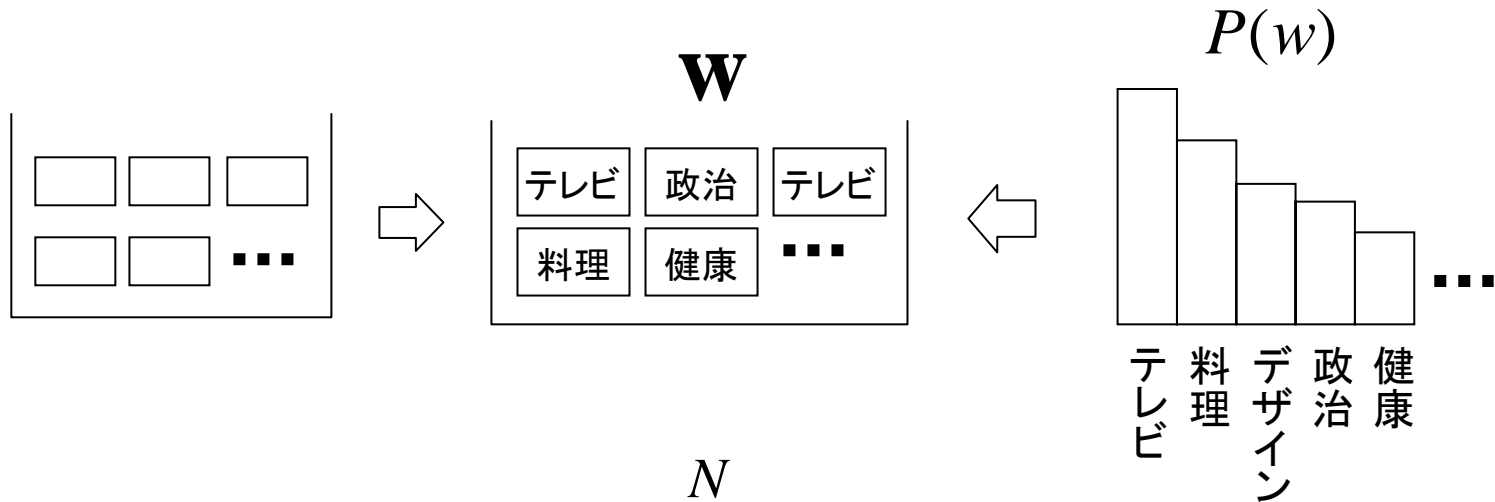 P(w)
w
テレビ 政治 テレビ
料理 健康 ...
...
...
テレビ
料理
デザイン
政治
健康
N